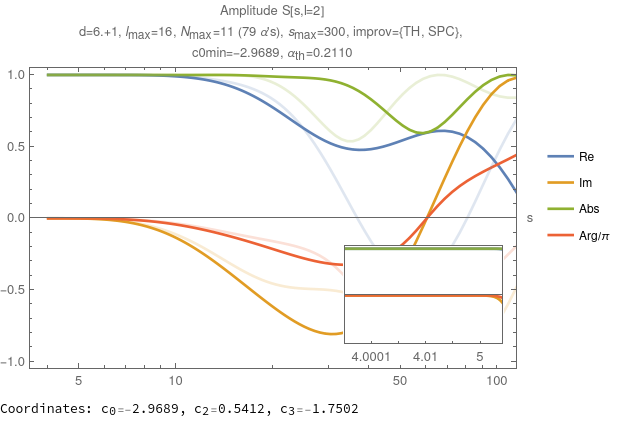 Amplitude S[s,l=2]
d=6.+1, lmax=16, Nmax=11 (79 α's), smax=300, improv={TH, SPC},
c0min=-2.9689, αth=0.2110
1.0
0.5
0.0
-0.5
-1.0
s
Re
Im
Abs
Arg/π
4.0001 4.01 5
5 10 50 100
Coordinates: c0=-2.9689, c2=0.5412, c3=-1.7502